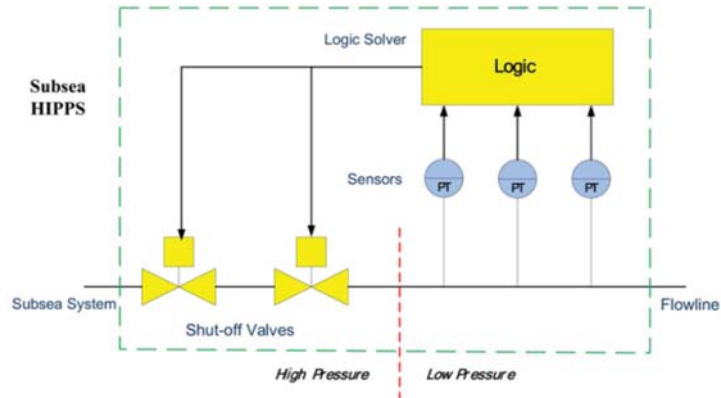 Logic Solver
Logic
Subsea
HIPPS
Sensors
PT PT PT
Subsea System
Flowline
Shut-off Valves
High Pressure
Low Pressure